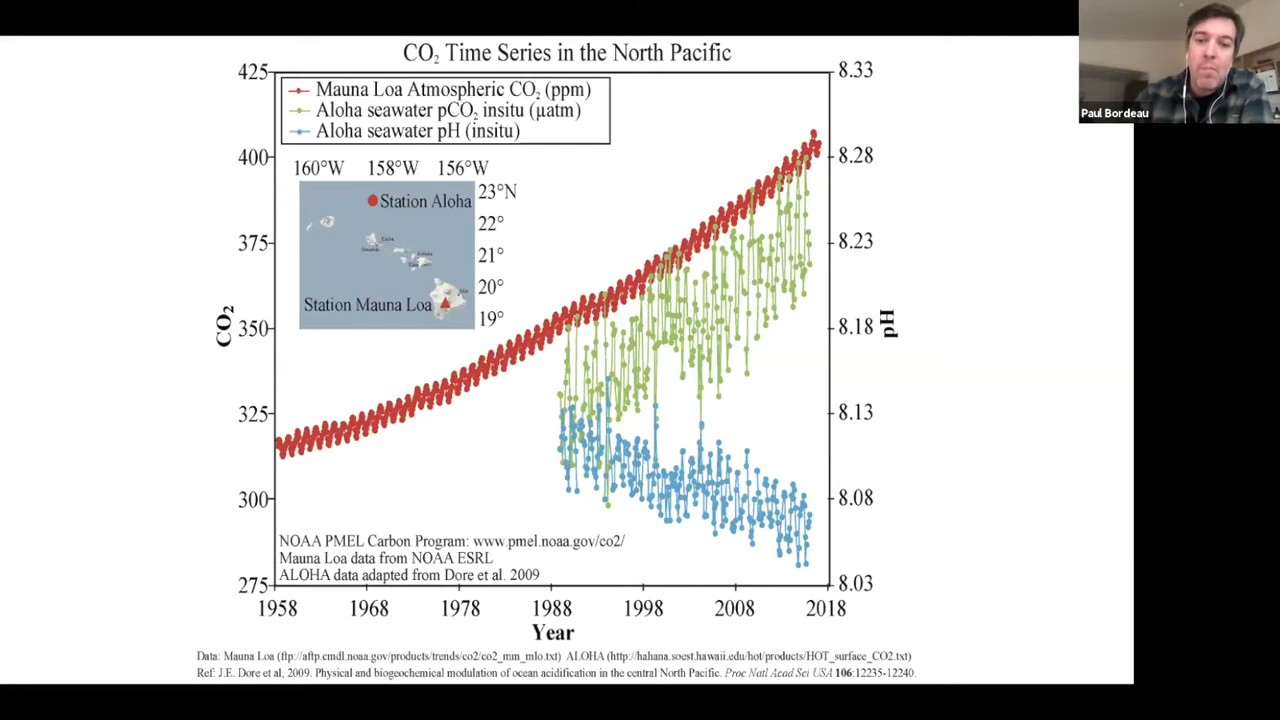 CO₂ Time Series in the North Pacific
Paul Bordeau
425
400
375
350
325
300
275
CO₂
8.33
8.28
8.23
8.18
8.13
8.08
8.03
pH
Mauna Loa Atmospheric CO₂ (ppm)
Aloha seawater pCO₂ insitu (µatm)
Aloha seawater pH (insitu)
160°W 158°W 156°W
23°N
22°
21°
20°
19°
Station Aloha
Station Mauna Loa
NOAA PMEL Carbon Program: www.pmel.noaa.gov/co2/
Mauna Loa data from NOAA ESRL
ALOHA data adapted from Dore et al. 2009
1958 1968 1978 1988 1998 2008 2018
Year
Data: Mauna Loa (ftp://aftp.cmdl.noaa.gov/products/trends/co2/co2_mm_mlo.txt) ALOHA (http://hahana.soest.hawaii.edu/hot/products/HOT_surface_CO2.txt)
Ref: J.E. Dore et al, 2009. Physical and biogeochemical modulation of ocean acidification in the central North Pacific. Proc Natl Acad Sci USA 106:12235-12240.